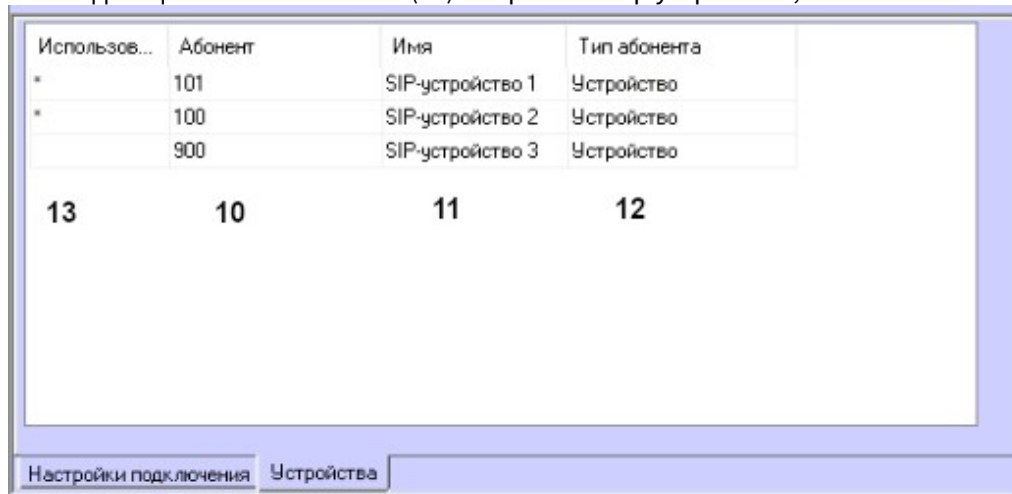 Использов... Абонент Имя Тип абонента
* 101 SIP-устройство 1 Устройство
* 100 SIP-устройство 2 Устройство
900 SIP-устройство 3 Устройство
13 10 11 12
Настройки подключения Устройства